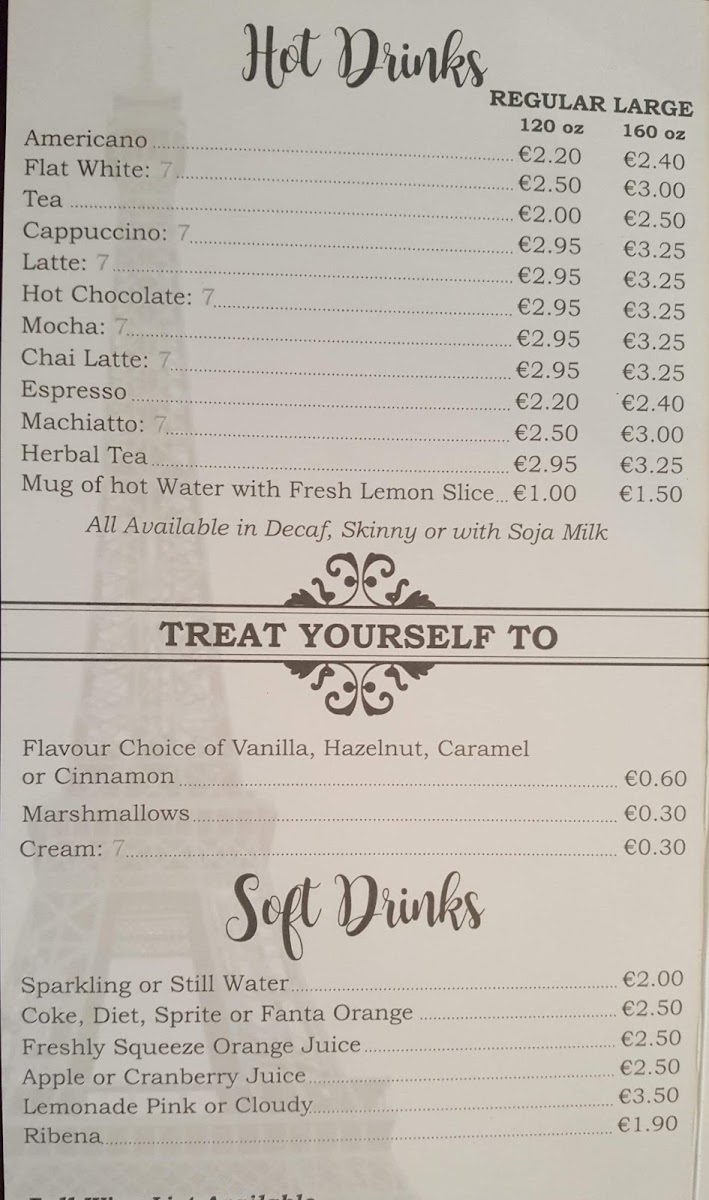 Hot Drinks
REGULAR LARGE
120 oz 160 oz
Americano €2.20 €2.40
Flat White: 7 €2.50 €3.00
Tea €2.00 €2.50
Cappuccino: 7 €2.95 €3.25
Latte: 7 €2.95 €3.25
Hot Chocolate: 7 €2.95 €3.25
Mocha: 7 €2.95 €3.25
Chai Latte: 7 €2.95 €3.25
Espresso €2.20 €2.40
Machiatto: 7 €2.50 €3.00
Herbal Tea €2.95 €3.25
Mug of hot Water with Fresh Lemon Slice... €1.00 €1.50
All Available in Decaf, Skinny or with Soja Milk
TREAT YOURSELF TO
Flavour Choice of Vanilla, Hazelnut, Caramel
or Cinnamon €0.60
Marshmallows €0.30
Cream: 7 €0.30
Soft Drinks
Sparkling or Still Water €2.00
Coke, Diet, Sprite or Fanta Orange €2.50
Freshly Squeeze Orange Juice €2.50
Apple or Cranberry Juice €2.50
Lemonade Pink or Cloudy €3.50
Ribena €1.90